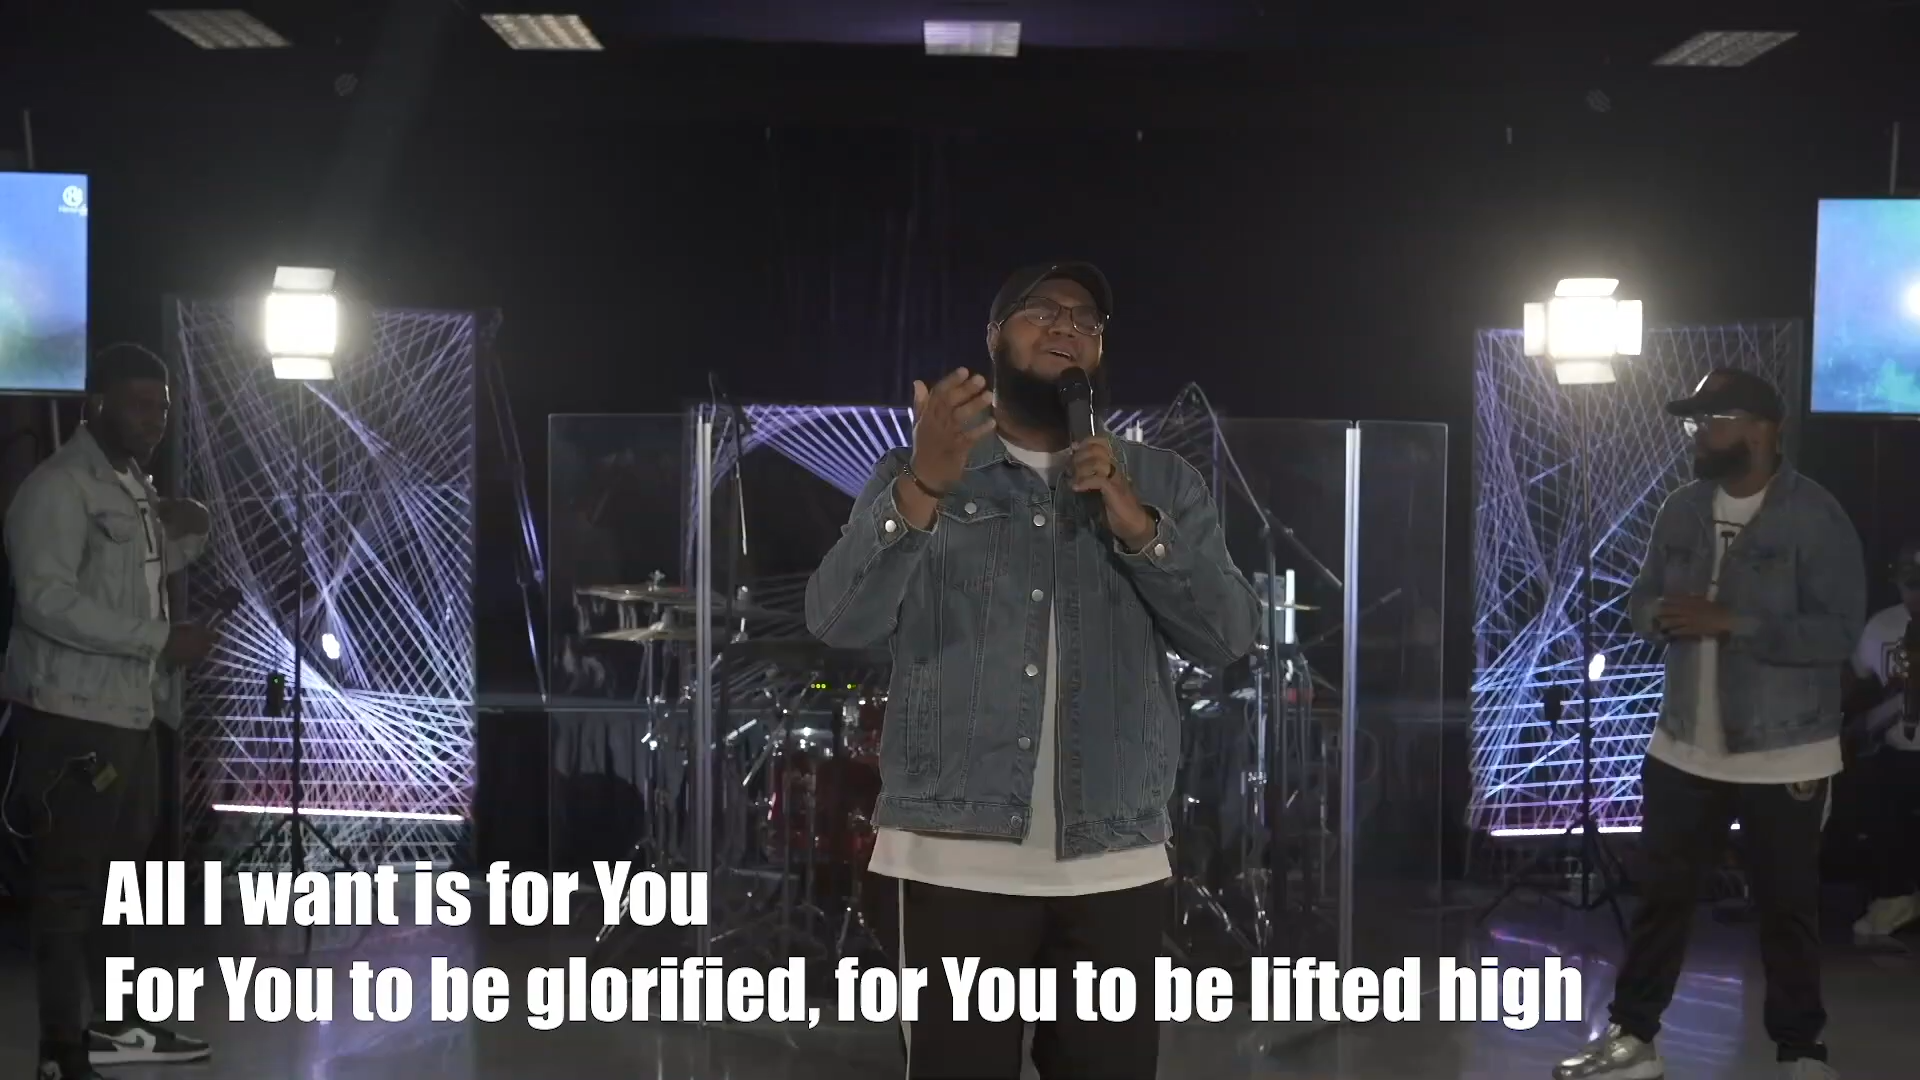 All I want is for You
For You to be glorified, for You to be lifted high